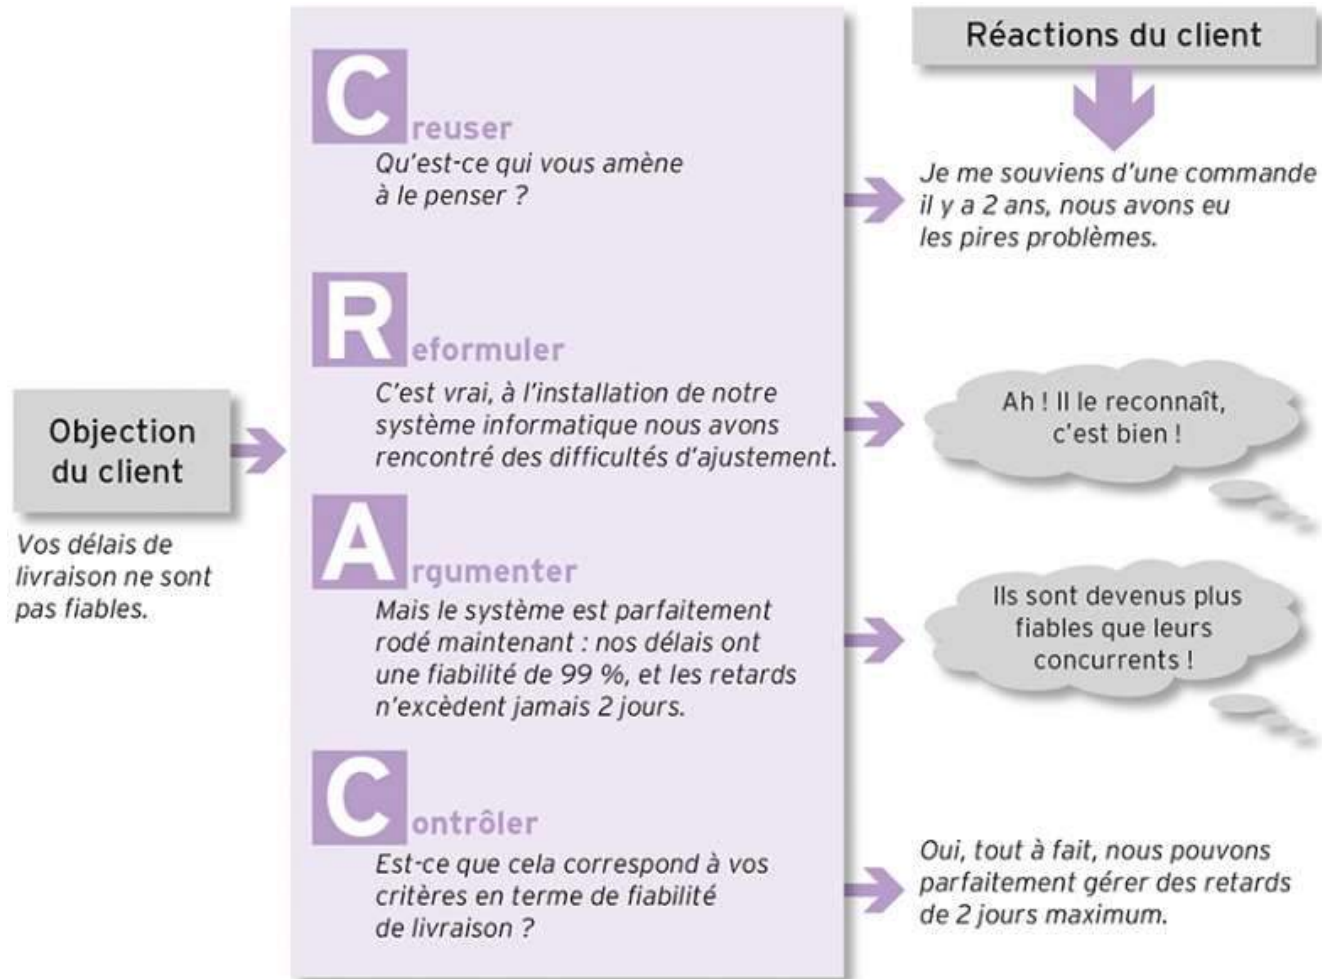 Objection
du client
Vos délais de
livraison ne sont
pas fiables.
Creuser
Qu'est-ce qui vous amène
à le penser ?
Reformuler
C'est vrai, à l'installation de notre
système informatique nous avons
rencontré des difficultés d'ajustement.
Argumenter
Mais le système est parfaitement
rodé maintenant : nos délais ont
une fiabilité de 99 %, et les retards
n'excèdent jamais 2 jours.
Contrôler
Est-ce que cela correspond à vos
critères en terme de fiabilité
de livraison ?
Réactions du client
Je me souviens d'une commande
il y a 2 ans, nous avons eu
les pires problèmes.
Ah ! Il le reconnaît,
c'est bien !
Ils sont devenus plus
fiables que leurs
concurrents !
Oui, tout à fait, nous pouvons
parfaitement gérer des retards
de 2 jours maximum.